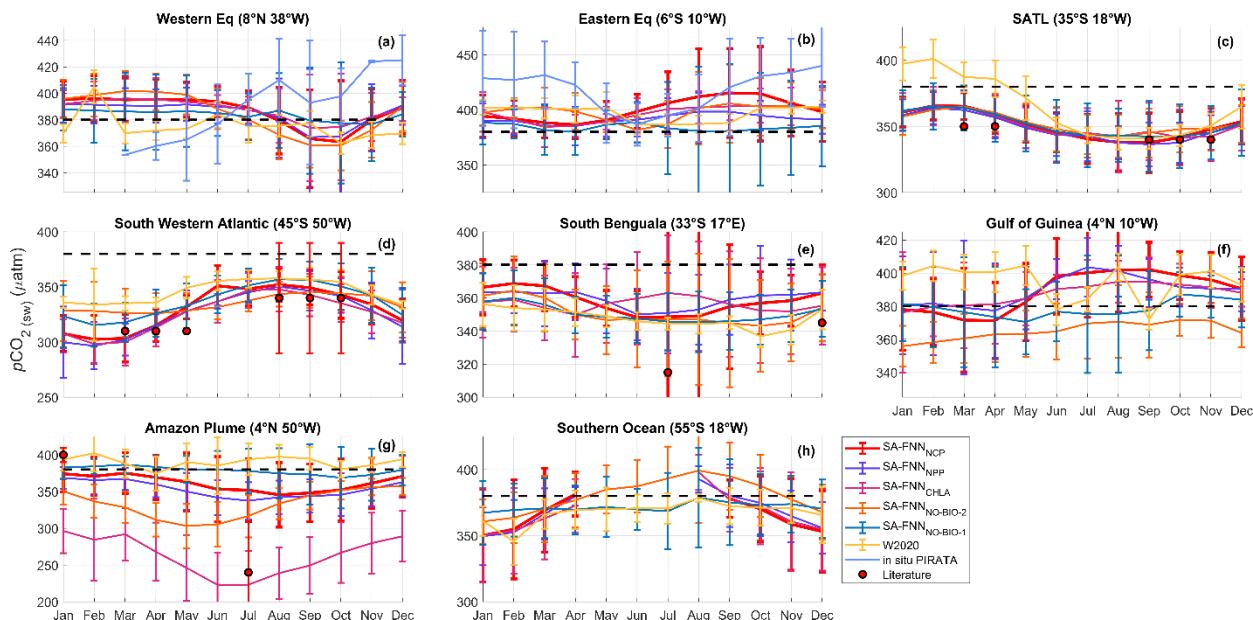 Western Eq (8°N 38°W)
(a)
440
420
400
380
360
340
Eastern Eq (6°S 10°W)
(b)
450
400
350
SATL (35°S 18°W)
(c)
400
350
300
South Western Atlantic (45°S 50°W)
(d)
400
350
300
250
pCO2 (sw) (µatm)
South Benguala (33°S 17°E)
(e)
400
380
360
340
320
300
Gulf of Guinea (4°N 10°W)
(f)
420
400
380
360
340
Jan Feb Mar Apr May Jun Jul Aug Sep Oct Nov Dec
Amazon Plume (4°N 50°W)
(g)
400
350
300
250
200
Jan Feb Mar Apr May Jun Jul Aug Sep Oct Nov Dec
Southern Ocean (55°S 18°W)
(h)
400
350
300
Jan Feb Mar Apr May Jun Jul Aug Sep Oct Nov Dec
SA-FNNNCP
SA-FNNNPP
SA-FNNCHLA
SA-FNNNO-BIO-2
SA-FNNNO-BIO-1
W2020
in situ PIRATA
Literature